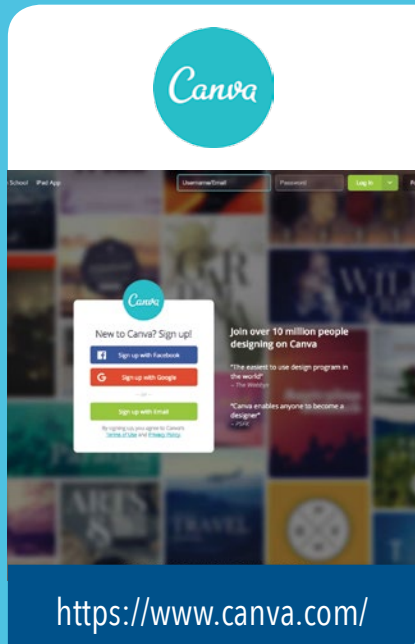 Canva
School iPad App Username/Email Password Log In
Canva
New to Canva? Sign up!
Sign up with Facebook
Sign up with Google
or
Sign up with Email
By signing up, you agree to Canva's
Terms of Use and Privacy Policy.
Join over 10 million people
designing on Canva
"The easiest to use design program in
the world"
– The Webbys
"Canva enables anyone to become a
designer"
– PSFK
ARTS
&
TRAVEL
https://www.canva.com/